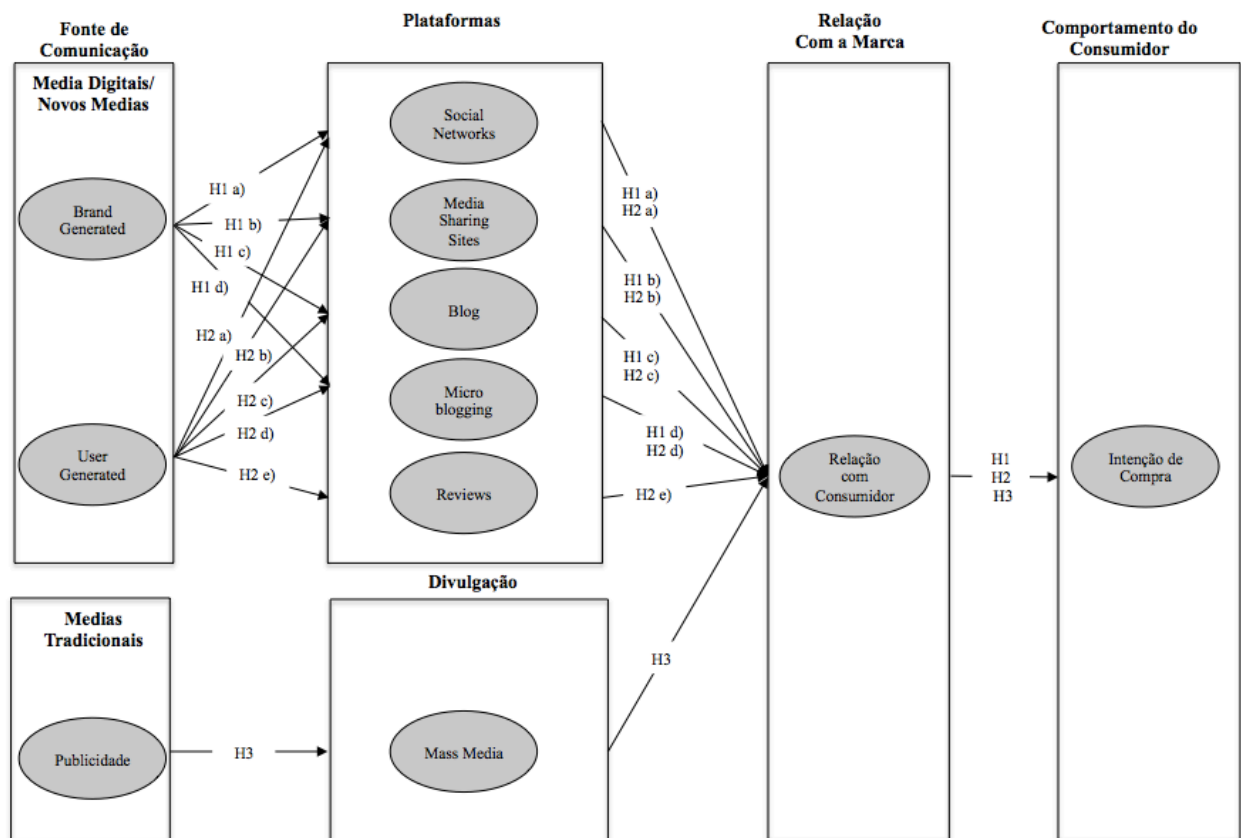 Fonte de
Comunicação
Plataformas
Relação
Com a Marca
Comportamento do
Consumidor
Media Digitais/
Novos Medias
Brand
Generated
User
Generated
H1 a)
H1 b)
H1 c)
H1 d)
H2 a)
H2 b)
H2 c)
H2 d)
H2 e)
Social
Networks
Media
Sharing
Sites
Blog
Micro
blogging
Reviews
H1 a)
H2 a)
H1 b)
H2 b)
H1 c)
H2 c)
H1 d)
H2 d)
H2 e)
Relação
com
Consumidor
H1
H2
H3
Intenção de
Compra
Divulgação
Medias
Tradicionais
Publicidade
H3
Mass Media
H3